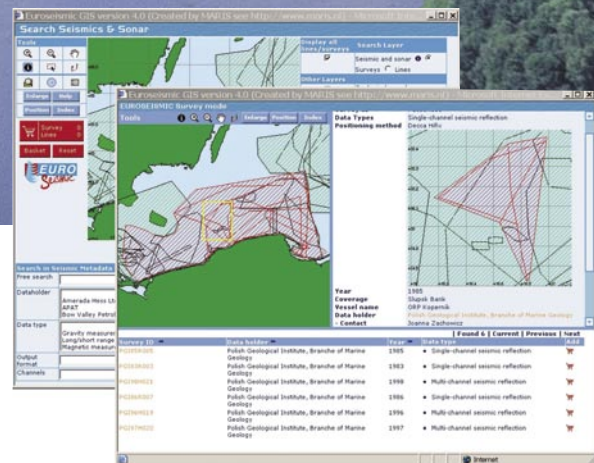 Euroseismic GIS version 4.0 (Created by MARIS see http://www.maris.nl) - Microsoft
Search Seismics & Sonar
Tools
Enlarge Help
Position Index
Survey 0
Lines 0
Basket Reset
EURO
Seismic
Display all lines/surveys
Search Layer
Seismic and sonar
Surveys Lines
Other Layers
Search in Seismic Metadata
Free search
Dataholder
Amerada Hess Lt
APAT
Bow Valley Petrol
Data type
Gravity measure
Long/short range
Magnetic measur
Output format
Channels
Euroseismic GIS version 4.0 (Created by MARIS see http://
EUROSEISMIC Survey mode
Tools
Enlarge Position Index
Data Types Single-channel seismic reflection
Positioning method Decca Hifix
Year 1985
Coverage Slupsk Bank
Vessel name ORP Kopernik
Data holder Polish Geological Institute, Branche of Marine Geology
- Contact Joanna Zachowicz
| Found 6 | Current | Previous | Next
Survey ID Data holder Year Data type Add
Polish Geological Institute, Branche of Marine Geology 1985 • Single-channel seismic reflection
Polish Geological Institute, Branche of Marine Geology 1983 • Single-channel seismic reflection
Polish Geological Institute, Branche of Marine Geology 1998 • Multi-channel seismic reflection
Polish Geological Institute, Branche of Marine Geology 1986 • Single-channel seismic reflection
Polish Geological Institute, Branche of Marine Geology 1996 • Multi-channel seismic reflection
Polish Geological Institute, Branche of Marine Geology 1997 • Multi-channel seismic reflection
Internet